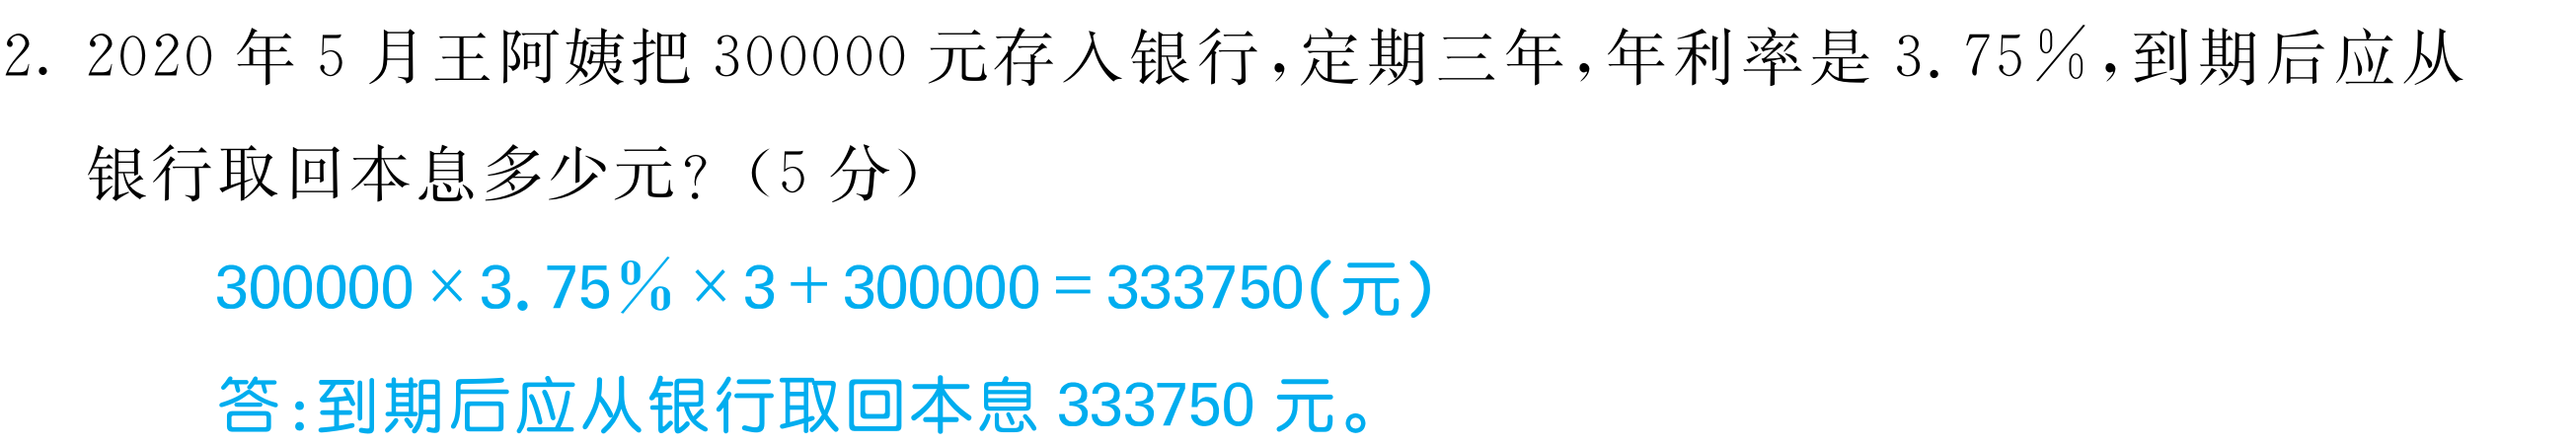 2. 2020 年 5 月王阿姨把 300000 元存入银行,定期三年,年利率是 3. 75%,到期后应从
银行取回本息多少元?(5 分)
300000 × 3. 75% × 3 + 300000 = 333750(元)
答:到期后应从银行取回本息 333750 元。